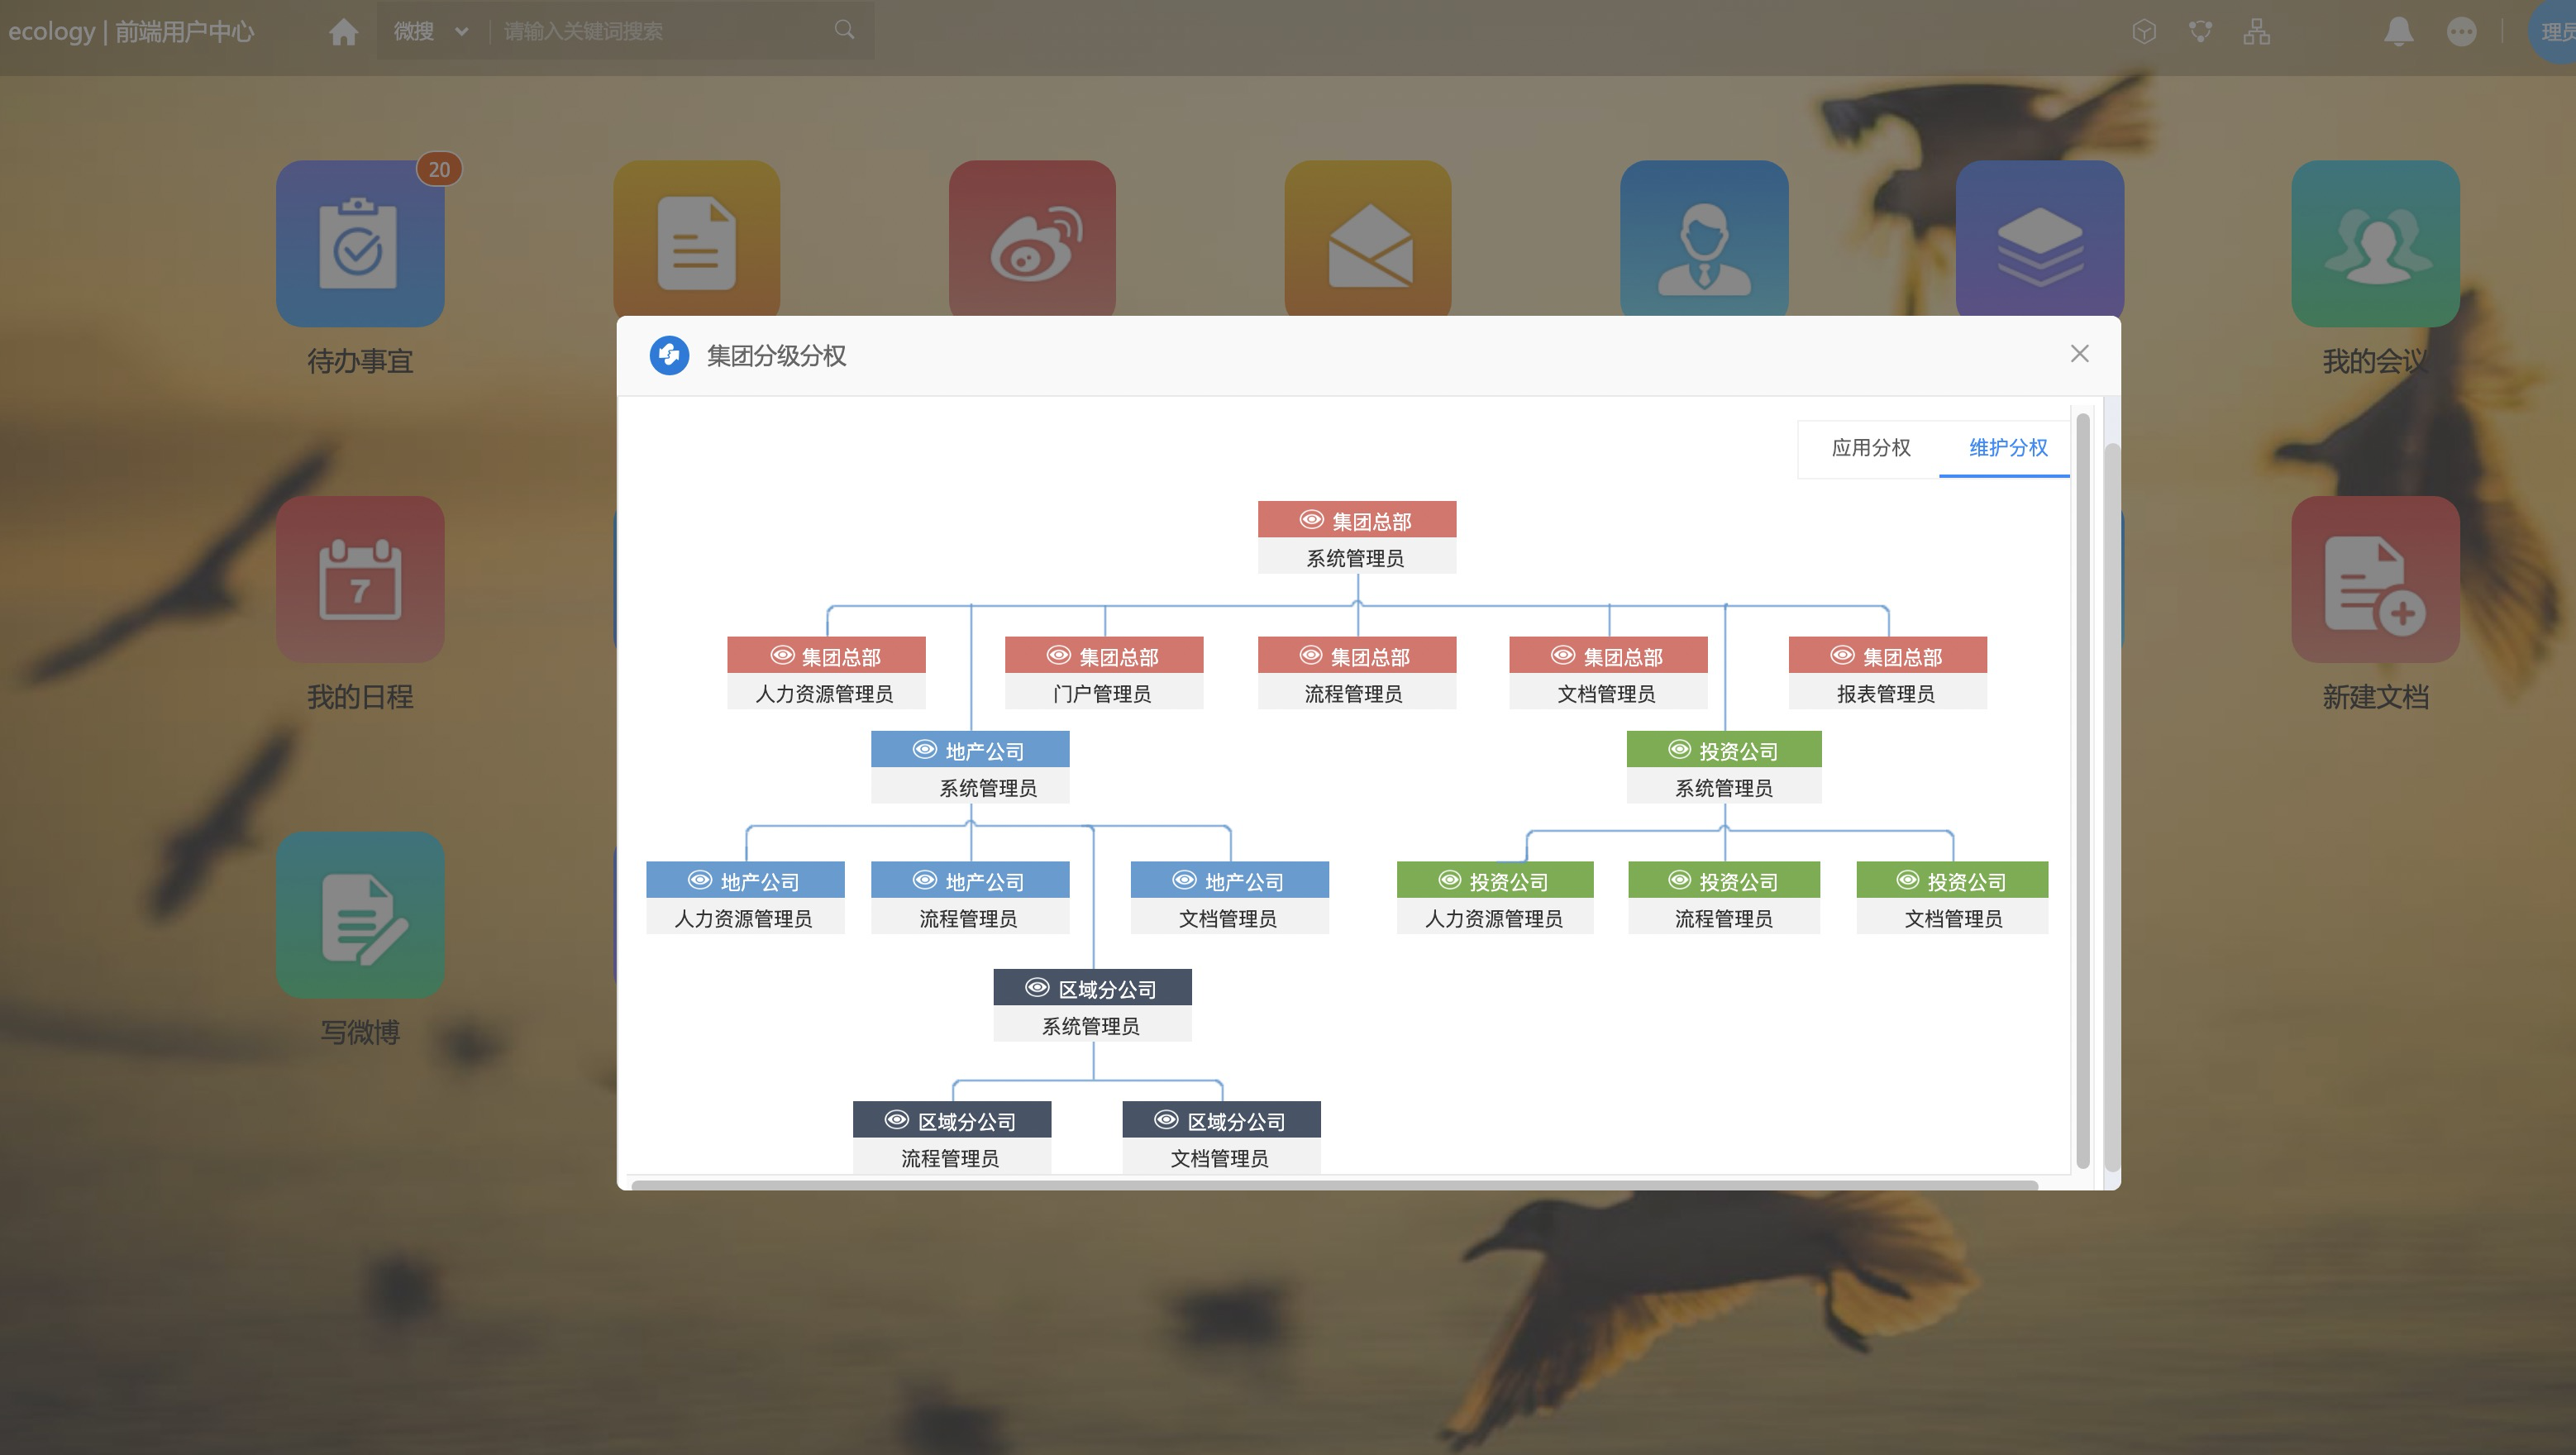 ecology | 前端用户中心
微搜
请输入关键词搜索
理员
20
待办事宜
我的会议
集团分级分权
应用分权
维护分权
集团总部
系统管理员
集团总部
集团总部
集团总部
集团总部
集团总部
人力资源管理员
门户管理员
流程管理员
文档管理员
报表管理员
地产公司
投资公司
系统管理员
系统管理员
地产公司
地产公司
地产公司
投资公司
投资公司
投资公司
人力资源管理员
流程管理员
文档管理员
人力资源管理员
流程管理员
文档管理员
区域分公司
系统管理员
区域分公司
区域分公司
流程管理员
文档管理员
7
我的日程
新建文档
写微博